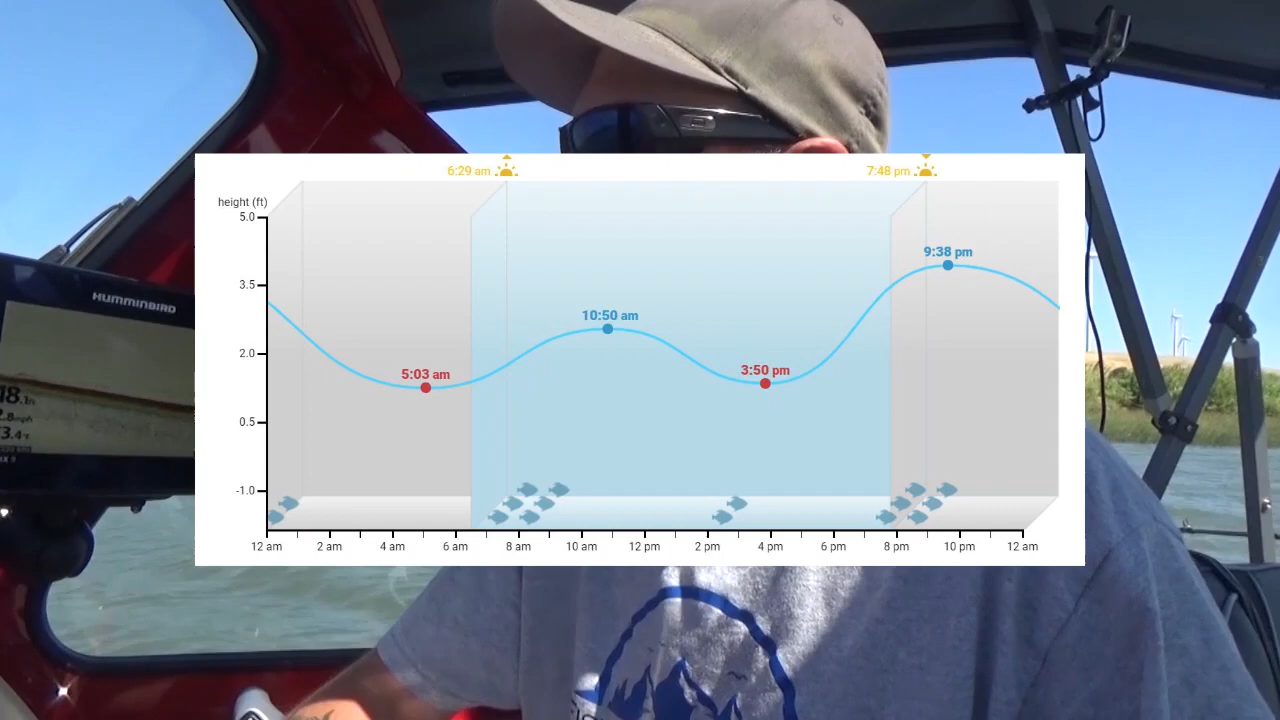 6:29 am
7:48 pm
height (ft)
5.0
3.5
2.0
0.5
-1.0
9:38 pm
10:50 am
5:03 am
3:50 pm
12 am 2 am 4 am 6 am 8 am 10 am 12 pm 2 pm 4 pm 6 pm 8 pm 10 pm 12 am
HUMMINBIRD